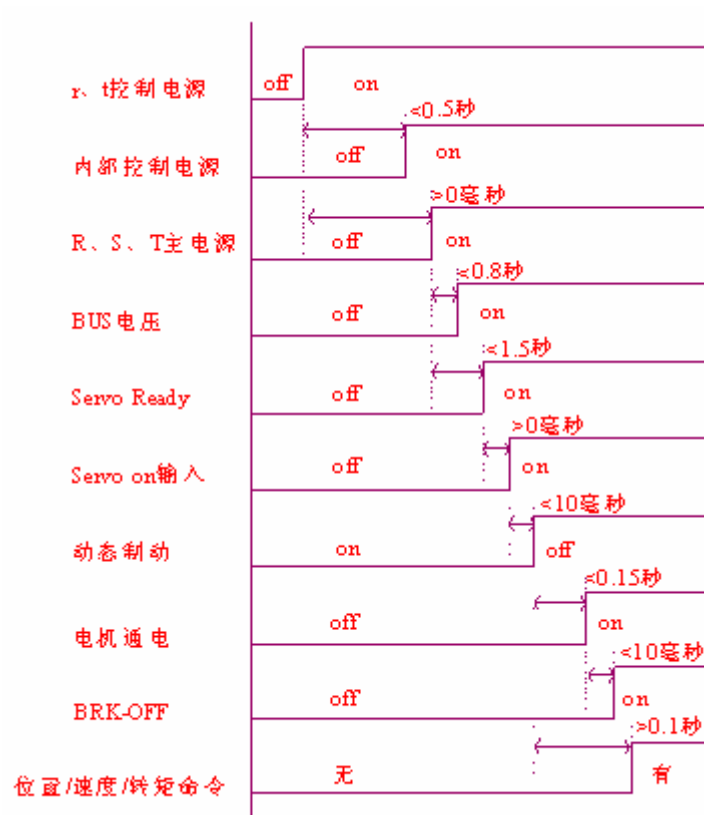 off on
r、t控制电源
<0.5秒
off on
内部控制电源
>0毫秒
R、S、T主电源 off on
<0.8秒
off on
BUS电压
<1.5秒
Servo Ready off on
>0毫秒
Servo on输入 off on
<10毫秒
动态制动 on off
<0.15秒
off on
电机通电
<10毫秒
off on
BRK-OFF
>0.1秒
位置/速度/转矩命令 无 有